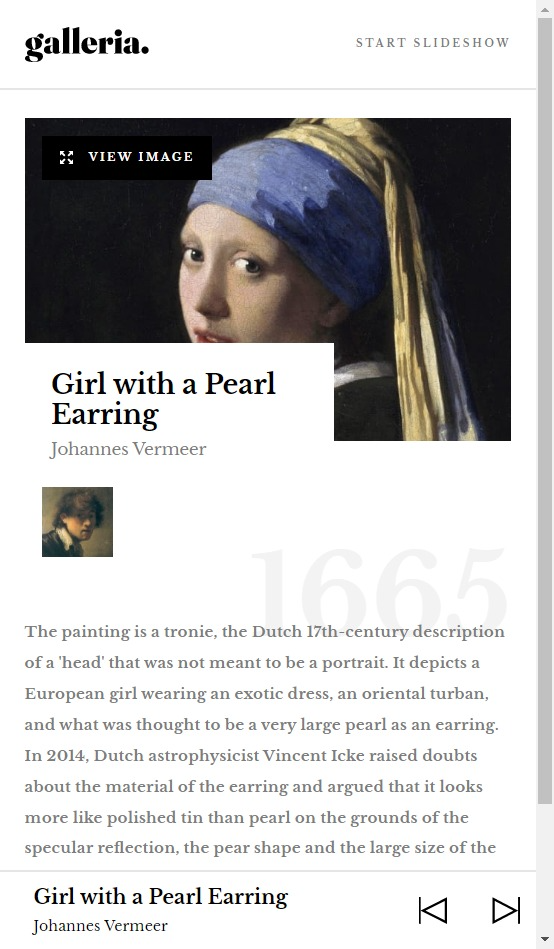 galleria.
START SLIDESHOW
VIEW IMAGE
Girl with a Pearl
Earring
Johannes Vermeer
1665
The painting is a tronie, the Dutch 17th-century description
of a 'head' that was not meant to be a portrait. It depicts a
European girl wearing an exotic dress, an oriental turban,
and what was thought to be a very large pearl as an earring.
In 2014, Dutch astrophysicist Vincent Icke raised doubts
about the material of the earring and argued that it looks
more like polished tin than pearl on the grounds of the
specular reflection, the pear shape and the large size of the
Girl with a Pearl Earring
Johannes Vermeer